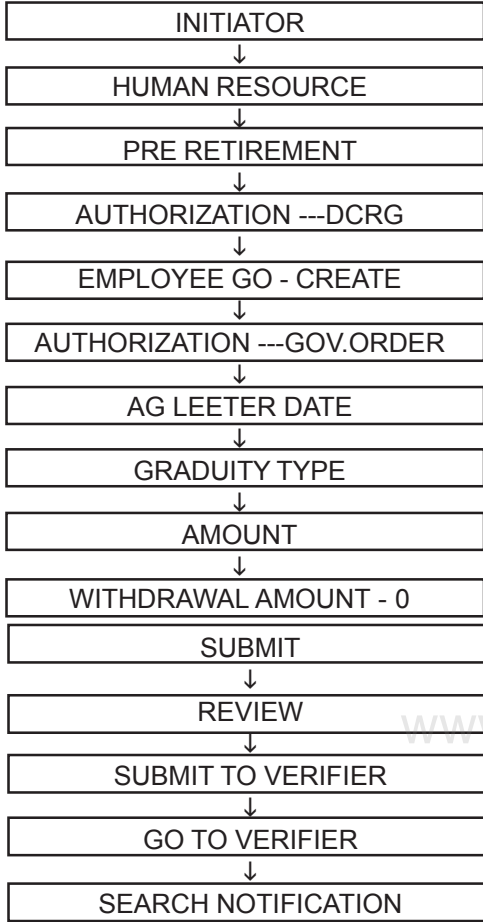 INITIATOR
↓
HUMAN RESOURCE
↓
PRE RETIREMENT
↓
AUTHORIZATION ---DCRG
↓
EMPLOYEE GO - CREATE
↓
AUTHORIZATION ---GOV.ORDER
↓
AG LEETER DATE
↓
GRADUITY TYPE
↓
AMOUNT
↓
WITHDRAWAL AMOUNT - 0
SUBMIT
↓
REVIEW
↓
SUBMIT TO VERIFIER
↓
GO TO VERIFIER
↓
SEARCH NOTIFICATION